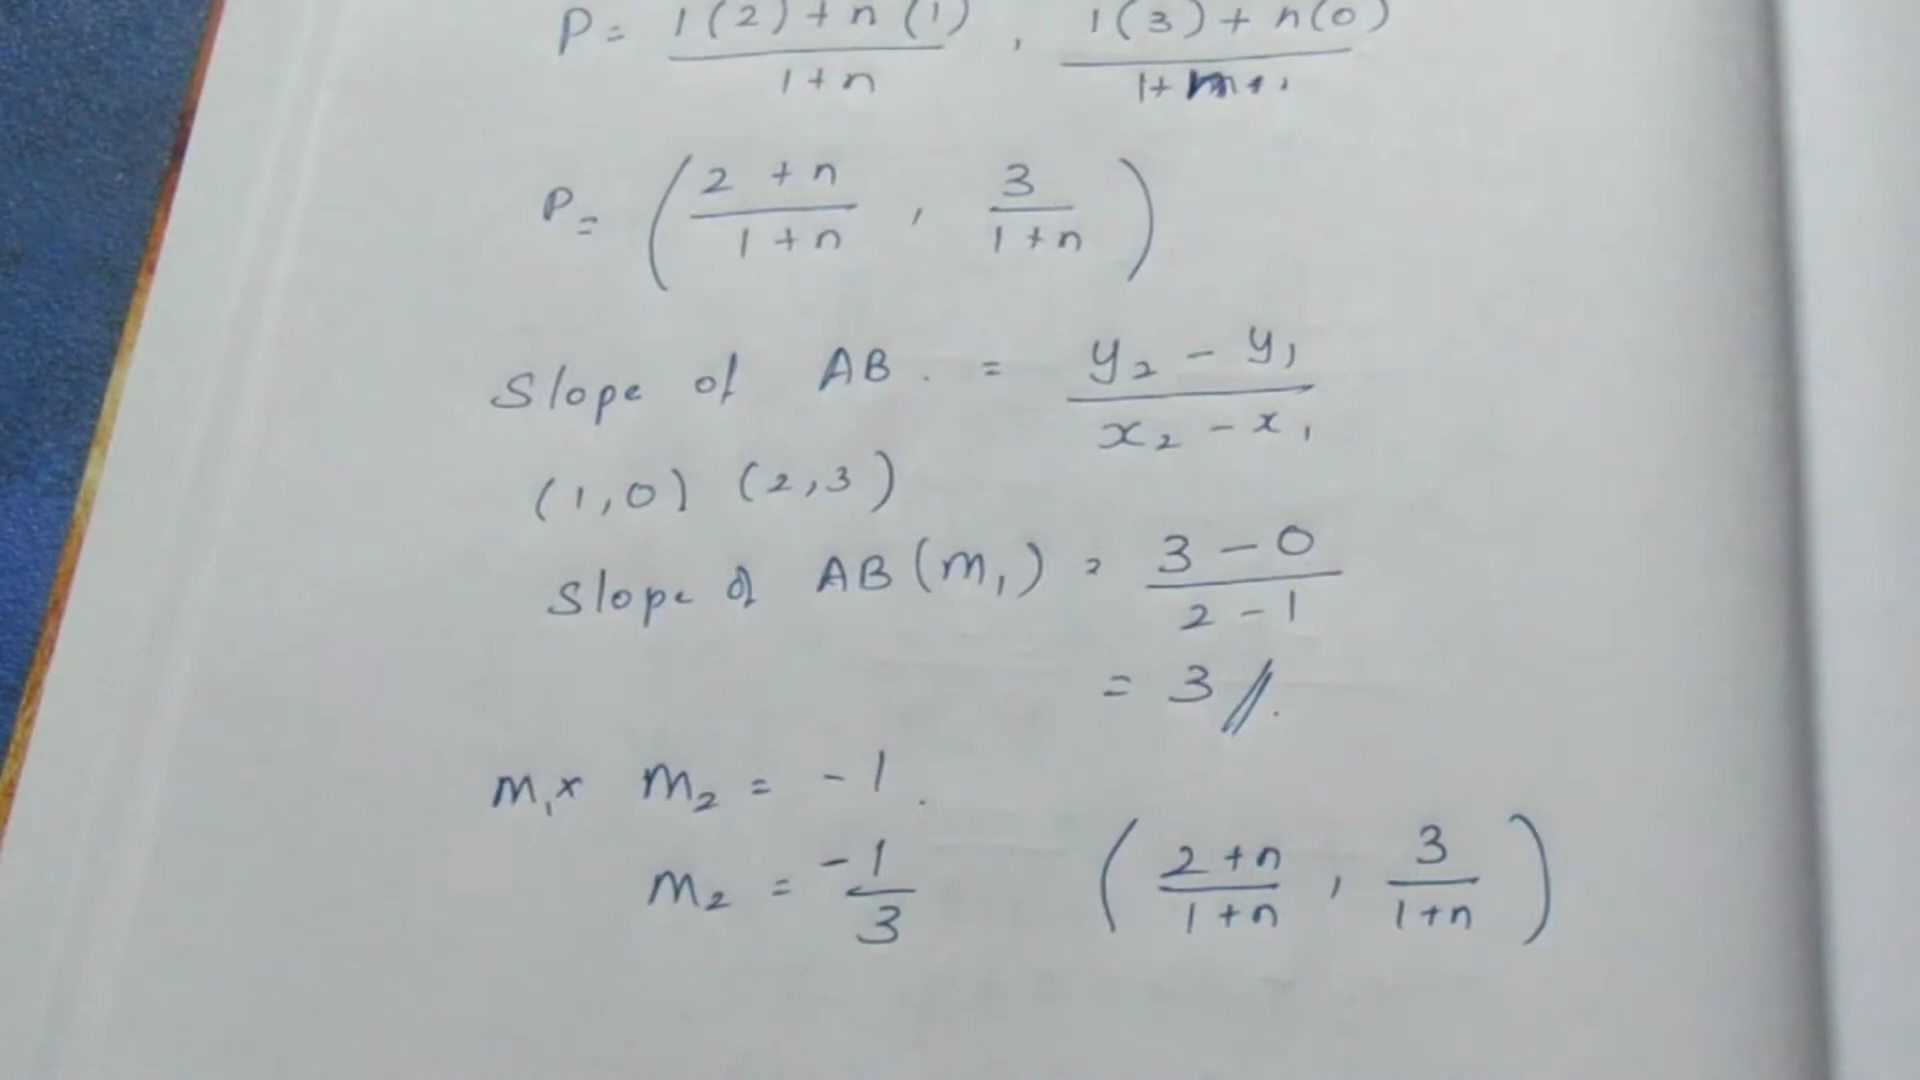 P = 1(2) + n(1) / 1+n , 1(3) + n(0) / 1+
P = ( 2 + n / 1 + n , 3 / 1 + n )
Slope of AB . = y₂ - y₁ / x₂ - x₁
(1,0) (2,3)
Slope of AB (m₁) = 3 - 0 / 2 - 1
= 3 //.
m₁ x m₂ = -1 .
m₂ = -1 / 3 ( 2 + n / 1 + n , 3 / 1+n )